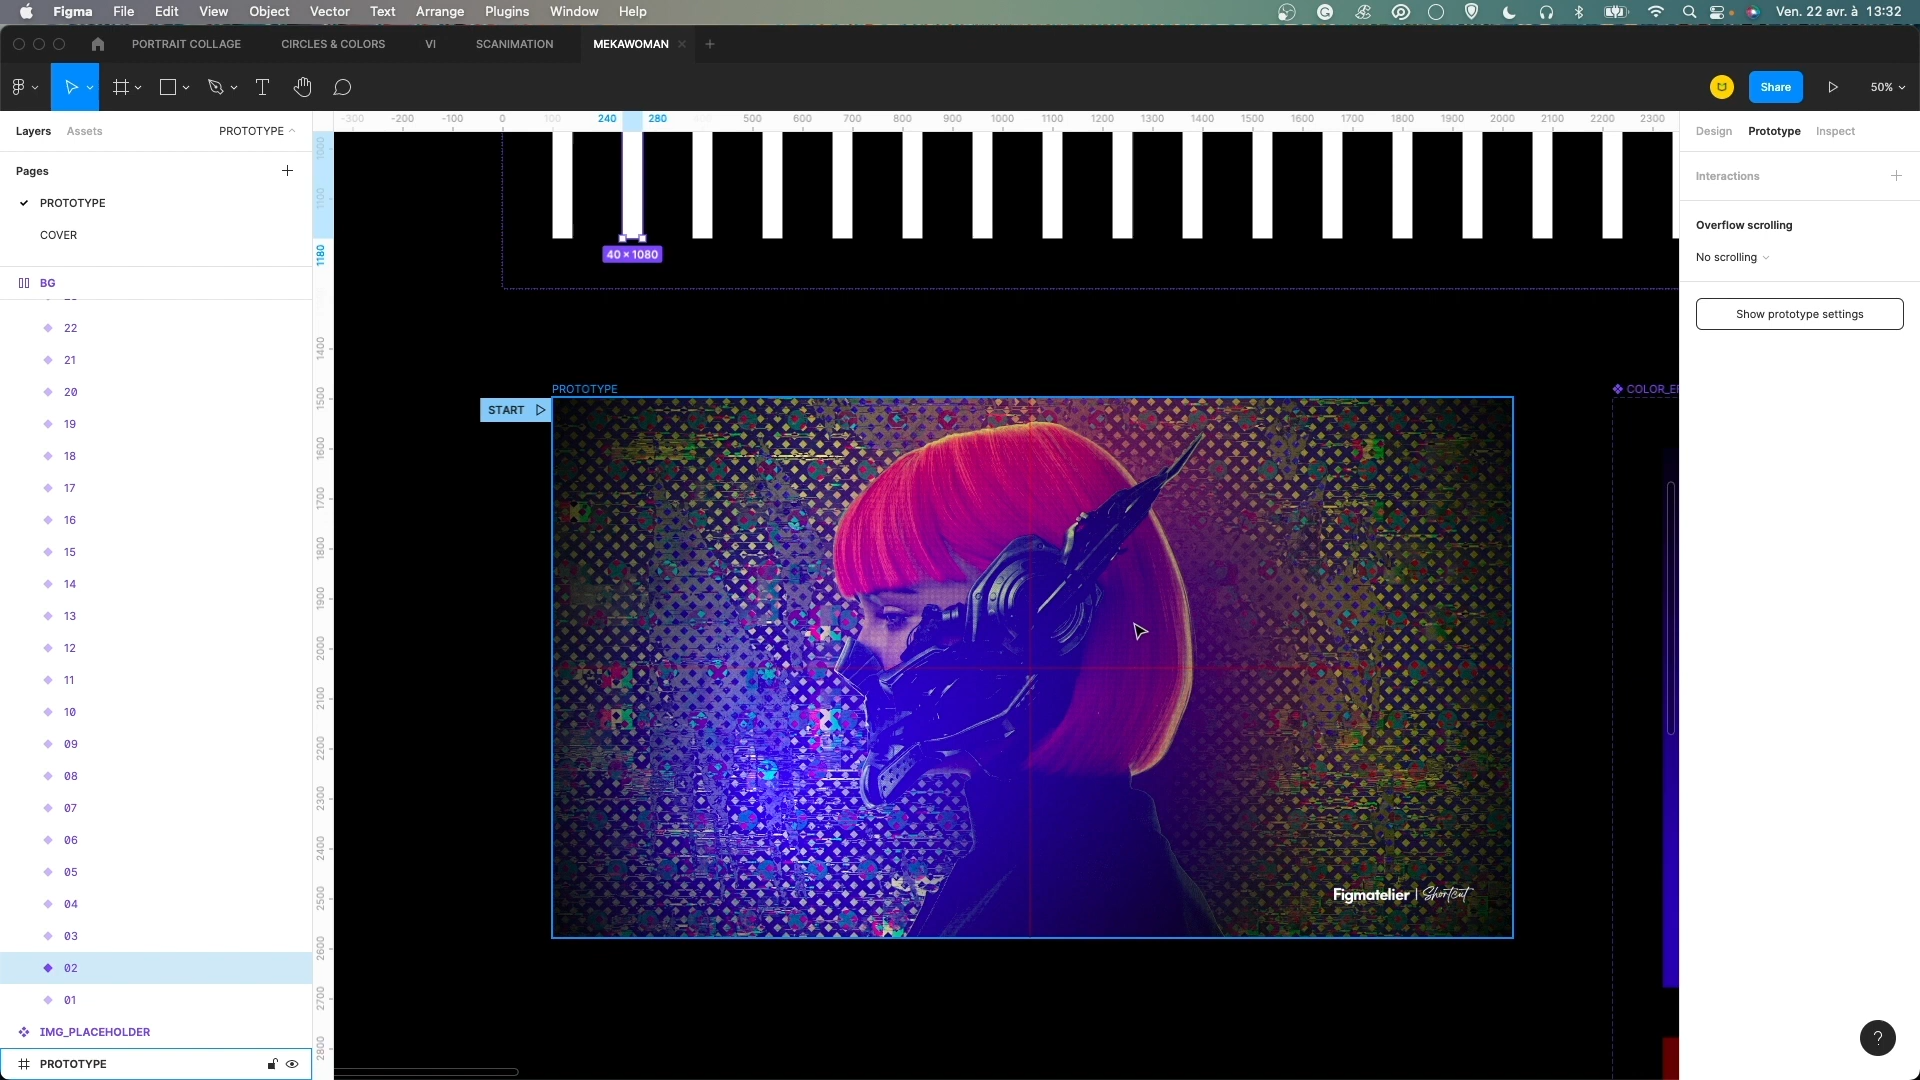 Figma File Edit View Object Vector Text Arrange Plugins Window Help Ven. 22 avr. à 13:32
PORTRAIT COLLAGE CIRCLES & COLORS VI SCANIMATION MEKAWOMAN
Share 50%
Layers Assets PROTOTYPE
-300 -200 -100 0 100 240 280 500 600 700 800 900 1000 1100 1200 1300 1400 1500 1600 1700 1800 1900 2000 2100 2200 2300
Design Prototype Inspect
Pages
PROTOTYPE
COVER
BG
22
21
20
19
18
17
16
15
14
13
12
11
10
09
08
07
06
05
04
03
02
01
IMG_PLACEHOLDER
PROTOTYPE
1000
1100
1180
1400
1500
1600
1700
1800
1900
2000
2100
2200
2300
2400
2500
2600
2700
2800
40 × 1080
PROTOTYPE
START
COLOR_EF
Figmatelier | Shortcut
Interactions
Overflow scrolling
No scrolling
Show prototype settings
?